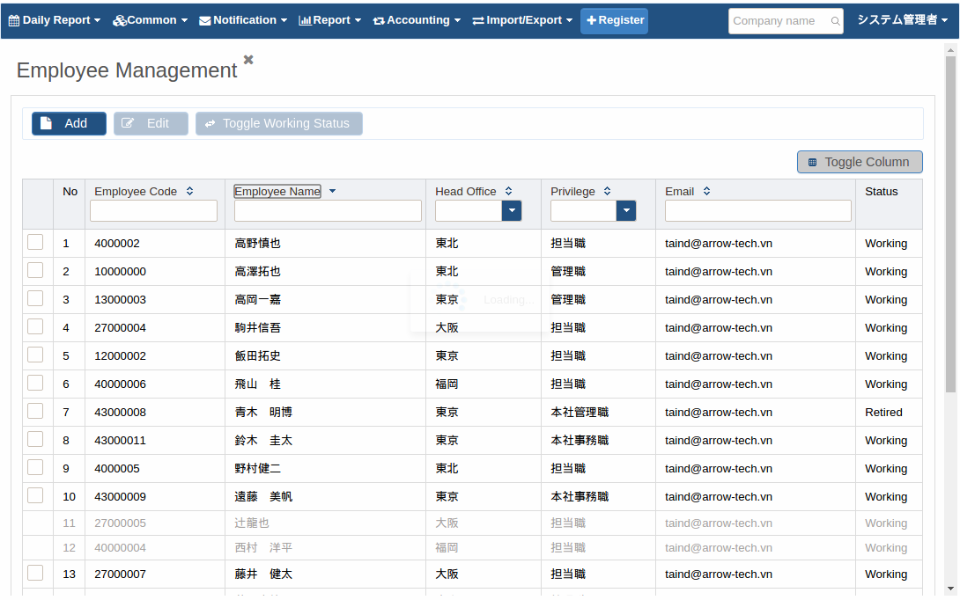 Daily Report Common Notification Report Accounting Import/Export Register Company name システム管理者
Employee Management
Add Edit Toggle Working Status
Toggle Column
No Employee Code Employee Name Head Office Privilege Email Status
1 4000002 高野慎也 東北 担当職 taind@arrow-tech.vn Working
2 10000000 高澤拓也 東北 管理職 taind@arrow-tech.vn Working
3 13000003 高岡一嘉 東京 管理職 taind@arrow-tech.vn Working
Loading...
4 27000004 駒井信吾 大阪 担当職 taind@arrow-tech.vn Working
5 12000002 飯田拓史 東京 担当職 taind@arrow-tech.vn Working
6 40000006 飛山　桂 福岡 担当職 taind@arrow-tech.vn Working
7 43000008 青木　明博 東京 本社管理職 taind@arrow-tech.vn Retired
8 43000011 鈴木　圭太 東京 本社事務職 taind@arrow-tech.vn Working
9 4000005 野村健二 東北 担当職 taind@arrow-tech.vn Working
10 43000009 遠藤　美帆 東京 本社事務職 taind@arrow-tech.vn Working
11 27000005 辻龍也 大阪 担当職 taind@arrow-tech.vn Working
12 40000004 西村　洋平 福岡 担当職 taind@arrow-tech.vn Working
13 27000007 藤井　健太 大阪 担当職 taind@arrow-tech.vn Working